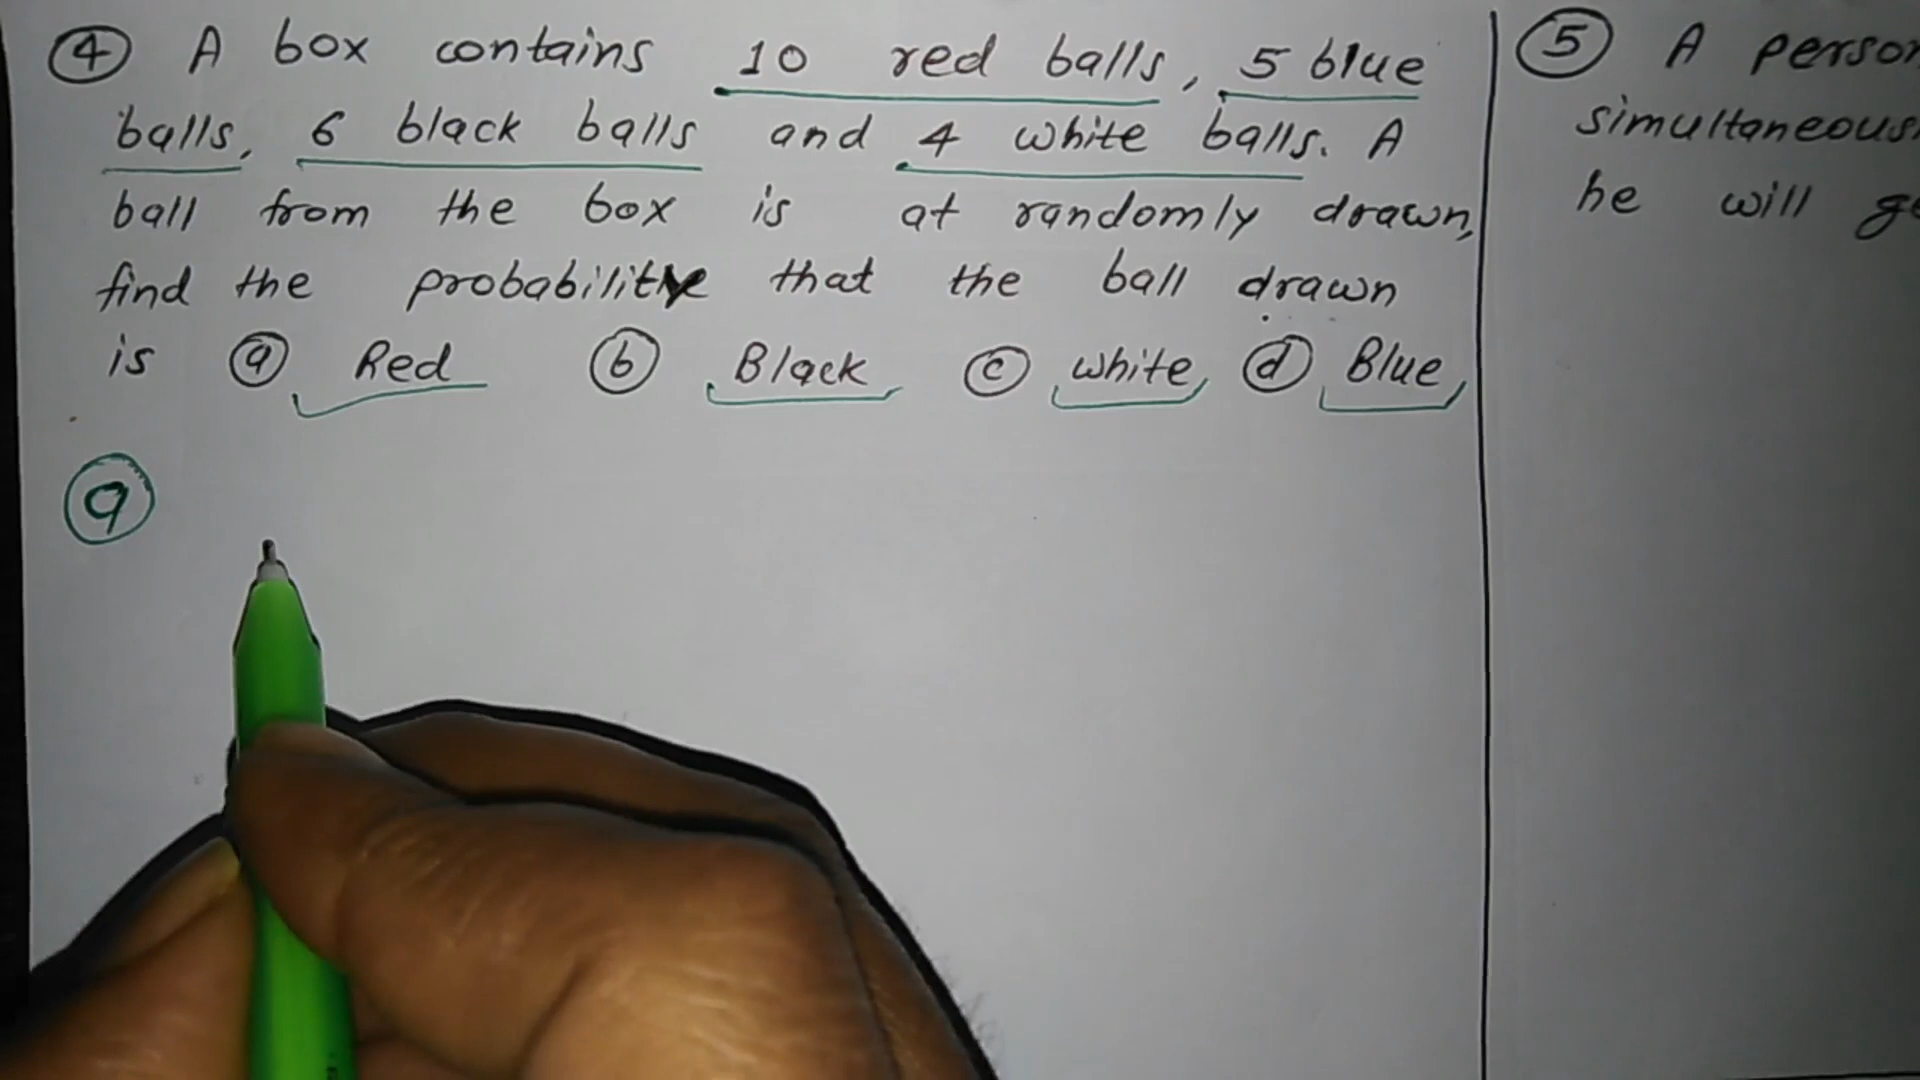 ④ A box contains 10 red balls, 5 blue
balls, 6 black balls and 4 white balls. A
ball from the box is at randomly drawn,
find the probability that the ball drawn
is ⓐ Red ⓑ Black ⓒ white, ⓓ Blue,
ⓐ
⑤ A person
simultaneous
he will